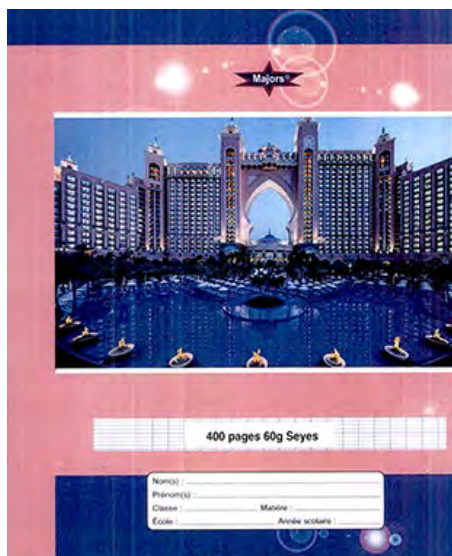 Majors®
400 pages 60g Seyes
Nom(s) :
Prénom(s) :
Classe : Matière :
École : Année scolaire :